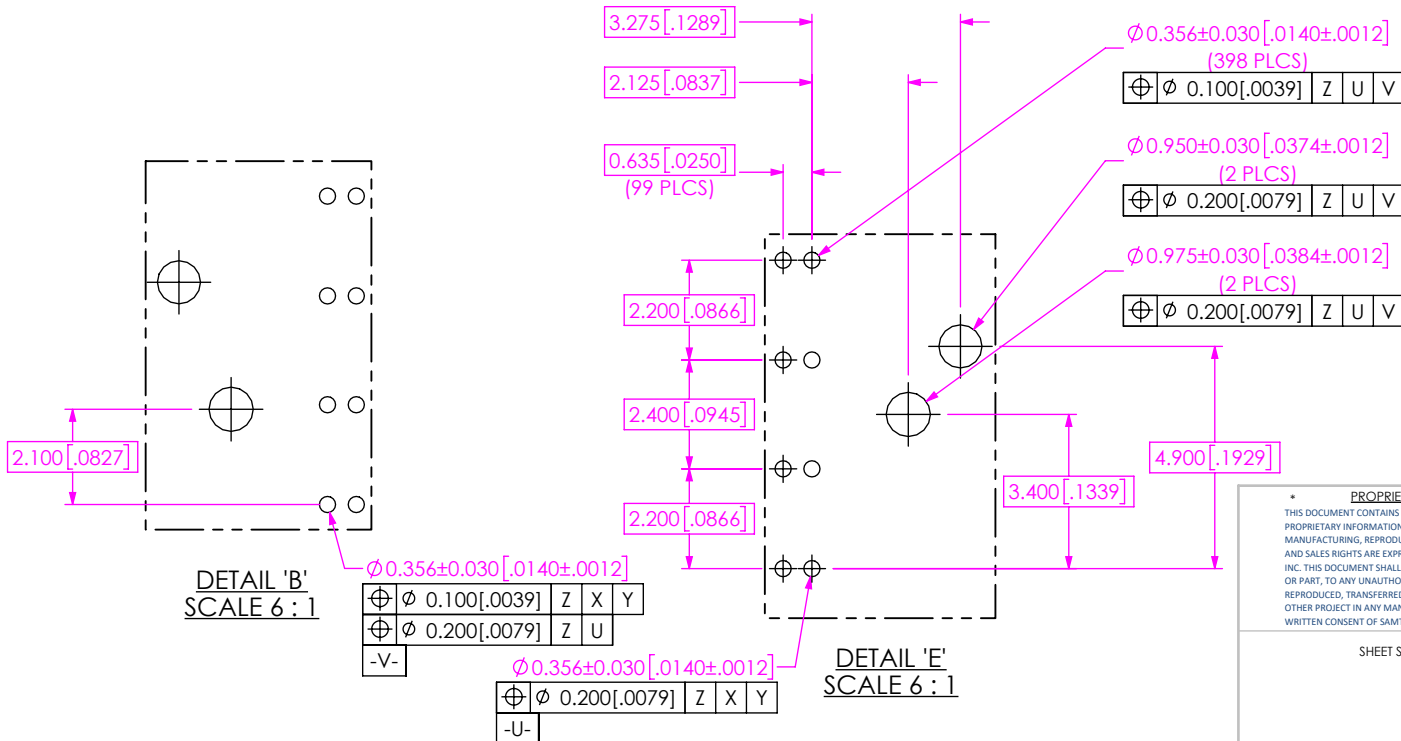 3.275[.1289]
2.125[.0837]
0.635[.0250]
(99 PLCS)
Ø0.356±0.030[.0140±.0012]
(398 PLCS)
⌖ Ø 0.100[.0039] Z U V
Ø0.950±0.030[.0374±.0012]
(2 PLCS)
⌖ Ø 0.200[.0079] Z U V
Ø0.975±0.030[.0384±.0012]
(2 PLCS)
⌖ Ø 0.200[.0079] Z U V
2.200[.0866]
2.400[.0945]
2.200[.0866]
2.100[.0827]
3.400[.1339]
4.900[.1929]
DETAIL 'B'
SCALE 6 : 1
Ø0.356±0.030[.0140±.0012]
⌖ Ø 0.100[.0039] Z X Y
⌖ Ø 0.200[.0079] Z U
-V-
Ø0.356±0.030[.0140±.0012]
⌖ Ø 0.200[.0079] Z X Y
-U-
DETAIL 'E'
SCALE 6 : 1
* PROPRIE
THIS DOCUMENT CONTAINS
PROPRIETARY INFORMATION
MANUFACTURING, REPRODU
AND SALES RIGHTS ARE EXPR
INC. THIS DOCUMENT SHALL
OR PART, TO ANY UNAUTHO
REPRODUCED, TRANSFERRED
OTHER PROJECT IN ANY MAN
WRITTEN CONSENT OF SAMT
SHEET S